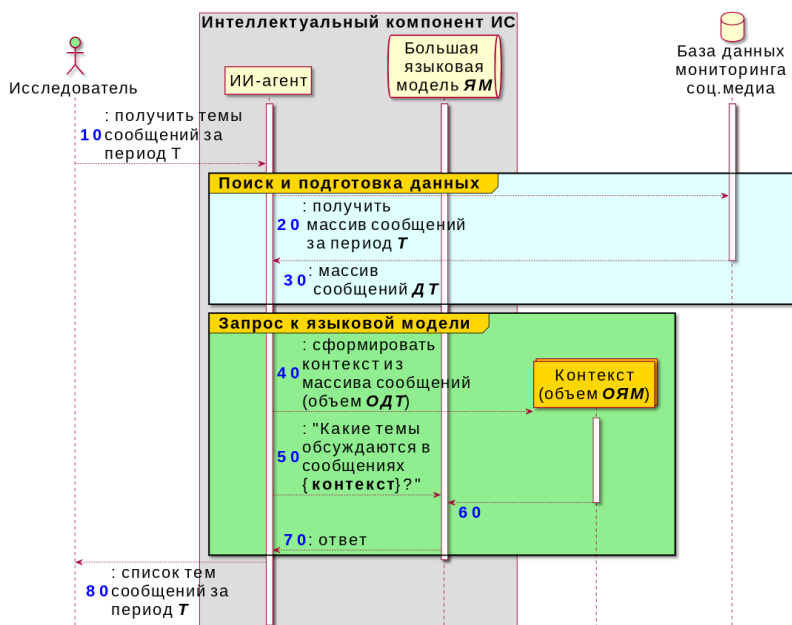 Интеллектуальный компонент ИС
Исследователь
ИИ-агент
Большая
языковая
модель ЯМ
База данных
мониторинга
соц.медиа
: получить темы
10 сообщений за
период Т
Поиск и подготовка данных
: получить
20 массив сообщений
за период Т
30 : массив
сообщений ДТ
Запрос к языковой модели
: сформировать
40 контекст из
массива сообщений
(объем ОДТ)
Контекст
(объем ОЯМ)
: "Какие темы
50 обсуждаются в
сообщениях
{контекст}?"
60
70 : ответ
: список тем
80 сообщений за
период Т